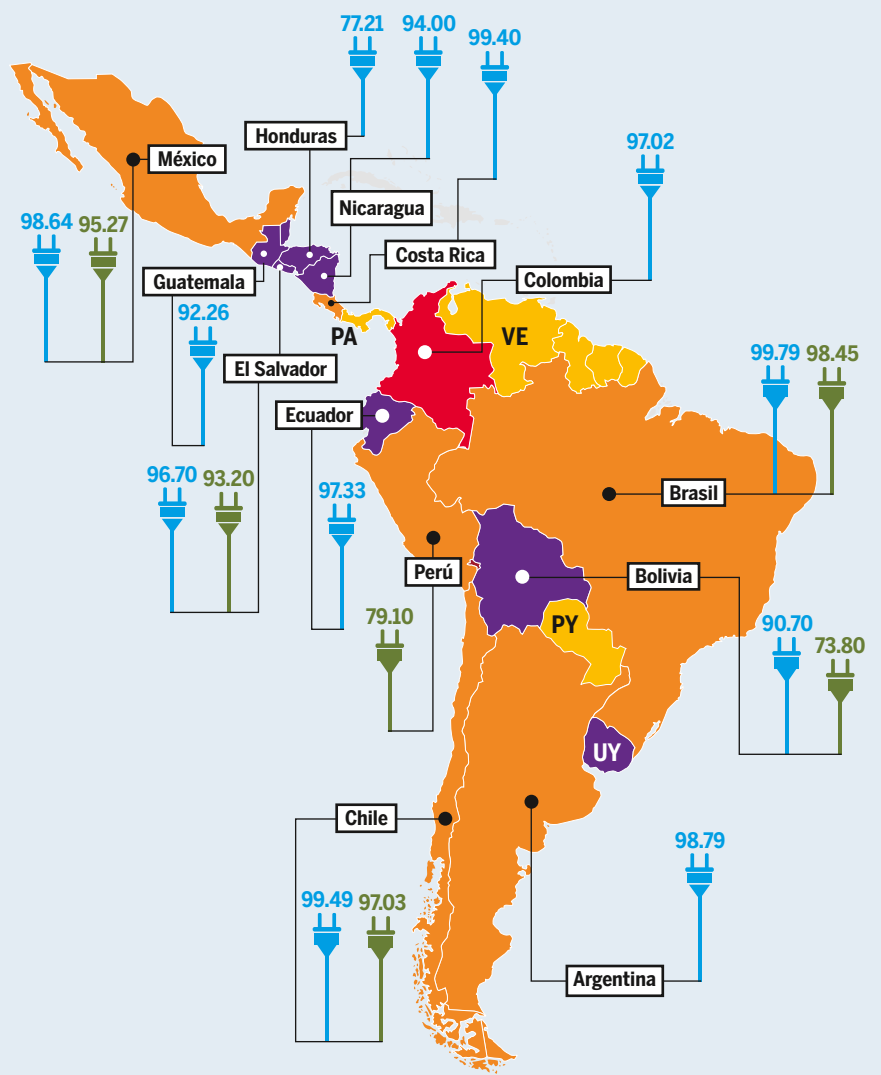 77.21 94.00 99.40
Honduras
97.02
México
Nicaragua
98.64 95.27
Costa Rica
Guatemala
Colombia
92.26
PA
VE
El Salvador
99.79 98.45
Ecuador
96.70 93.20
97.33
Brasil
Perú
Bolivia
79.10
PY
90.70
73.80
UY
Chile
98.79
99.49 97.03
Argentina